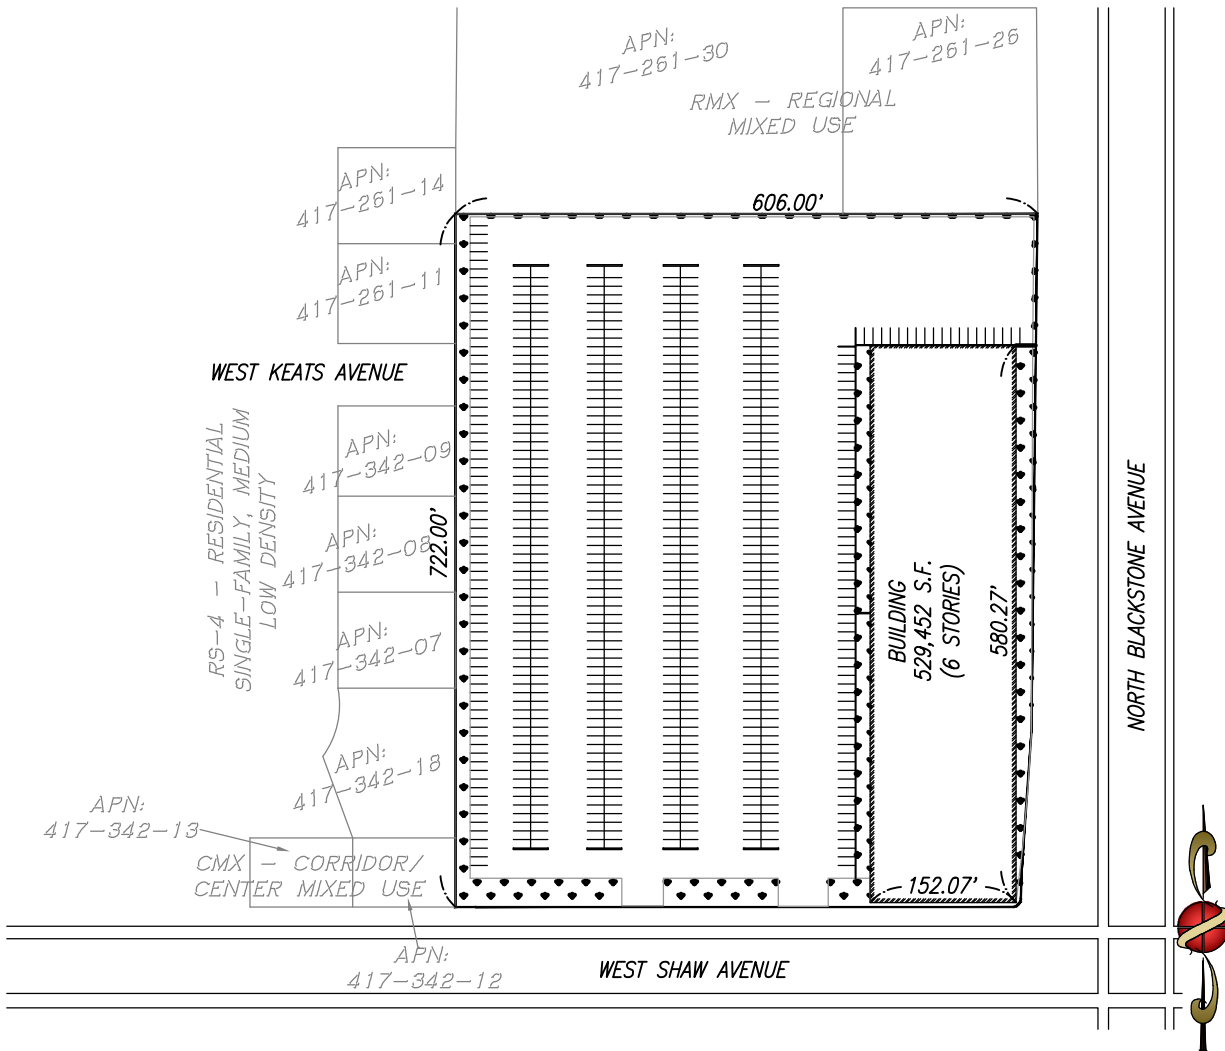 APN:
417-261-30
APN:
417-261-26
RMX - REGIONAL
MIXED USE
APN:
417-261-14
606.00'
APN:
417-261-11
WEST KEATS AVENUE
RS-4 - RESIDENTIAL
SINGLE-FAMILY, MEDIUM
LOW DENSITY
APN:
417-342-09
722.00'
APN:
417-342-08
APN:
417-342-07
BUILDING
529,452 S.F.
(6 STORIES)
580.27'
NORTH BLACKSTONE AVENUE
APN:
417-342-18
APN:
417-342-13
CMX - CORRIDOR/
CENTER MIXED USE
152.07'
APN:
417-342-12
WEST SHAW AVENUE